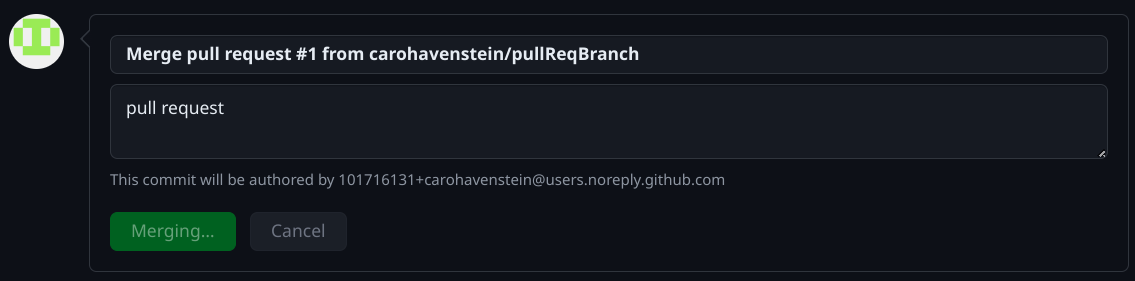 Merge pull request #1 from carohavenstein/pullReqBranch
pull request
This commit will be authored by 101716131+carohavenstein@users.noreply.github.com
Merging...
Cancel